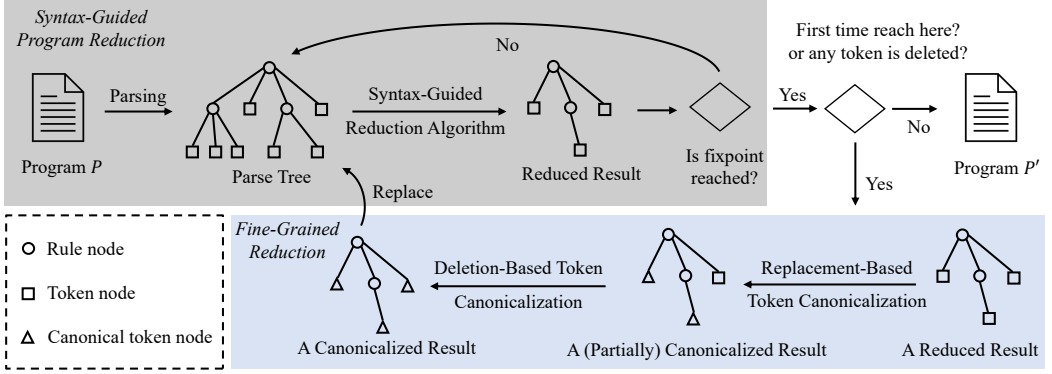 Syntax-Guided
Program Reduction
Program P
Parsing
Parse Tree
Syntax-Guided
Reduction Algorithm
No
Reduced Result
Is fixpoint
reached?
Yes
First time reach here?
or any token is deleted?
No
Program P′
Yes
Replace
Rule node
Token node
Canonical token node
Fine-Grained
Reduction
A Canonicalized Result
Deletion-Based Token
Canonicalization
A (Partially) Canonicalized Result
Replacement-Based
Token Canonicalization
A Reduced Result